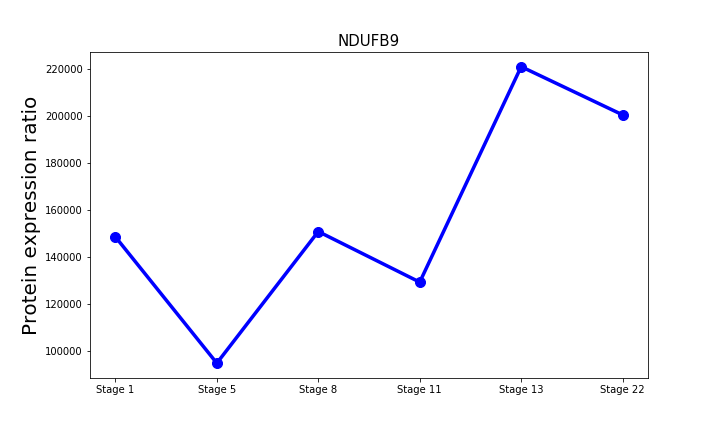 NDUFB9
Protein expression ratio
220000
200000
180000
160000
140000
120000
100000
Stage 1
Stage 5
Stage 8
Stage 11
Stage 13
Stage 22